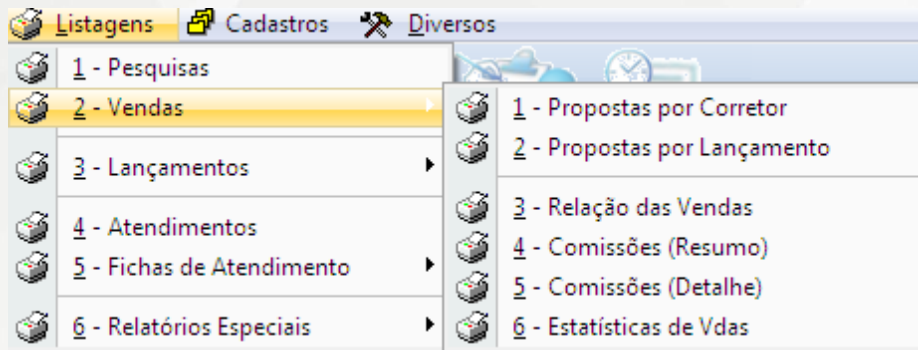 Listagens Cadastros Diversos
1 - Pesquisas
2 - Vendas
3 - Lançamentos
4 - Atendimentos
5 - Fichas de Atendimento
6 - Relatórios Especiais
1 - Propostas por Corretor
2 - Propostas por Lançamento
3 - Relação das Vendas
4 - Comissões (Resumo)
5 - Comissões (Detalhe)
6 - Estatísticas de Vdas